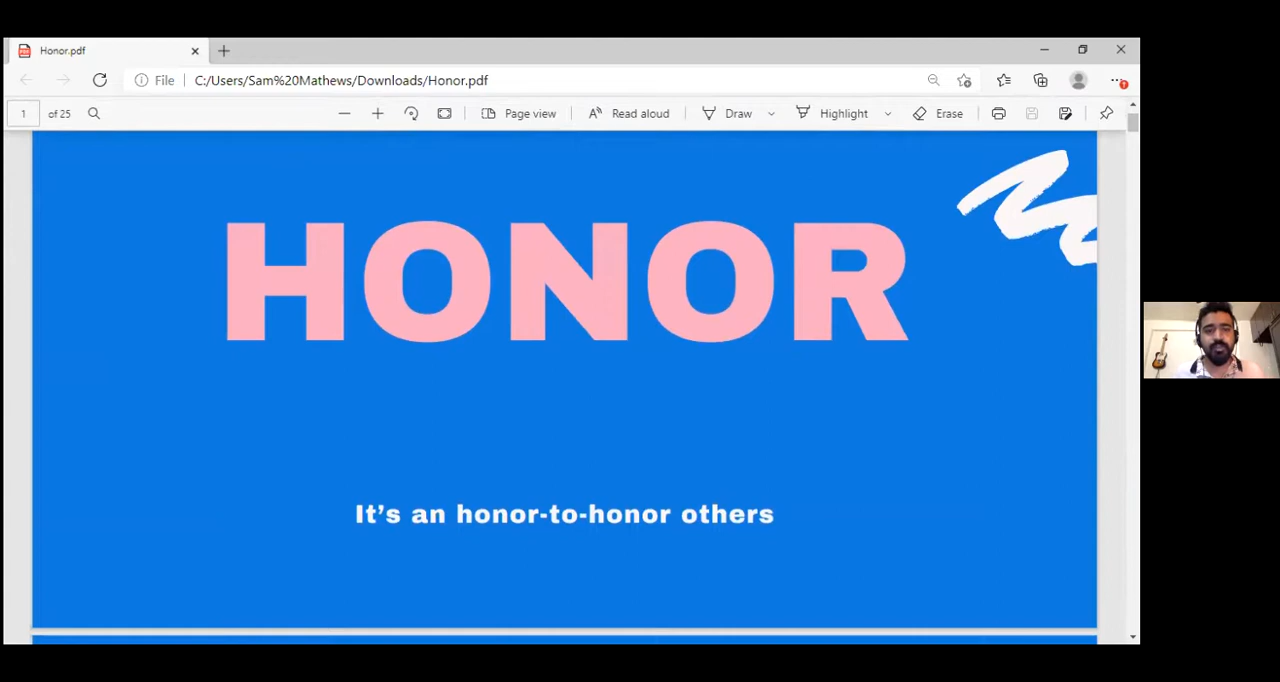 Honor.pdf
File C:/Users/Sam%20Mathews/Downloads/Honor.pdf
1 of 25 Page view Read aloud Draw Highlight Erase
HONOR
It's an honor-to-honor others